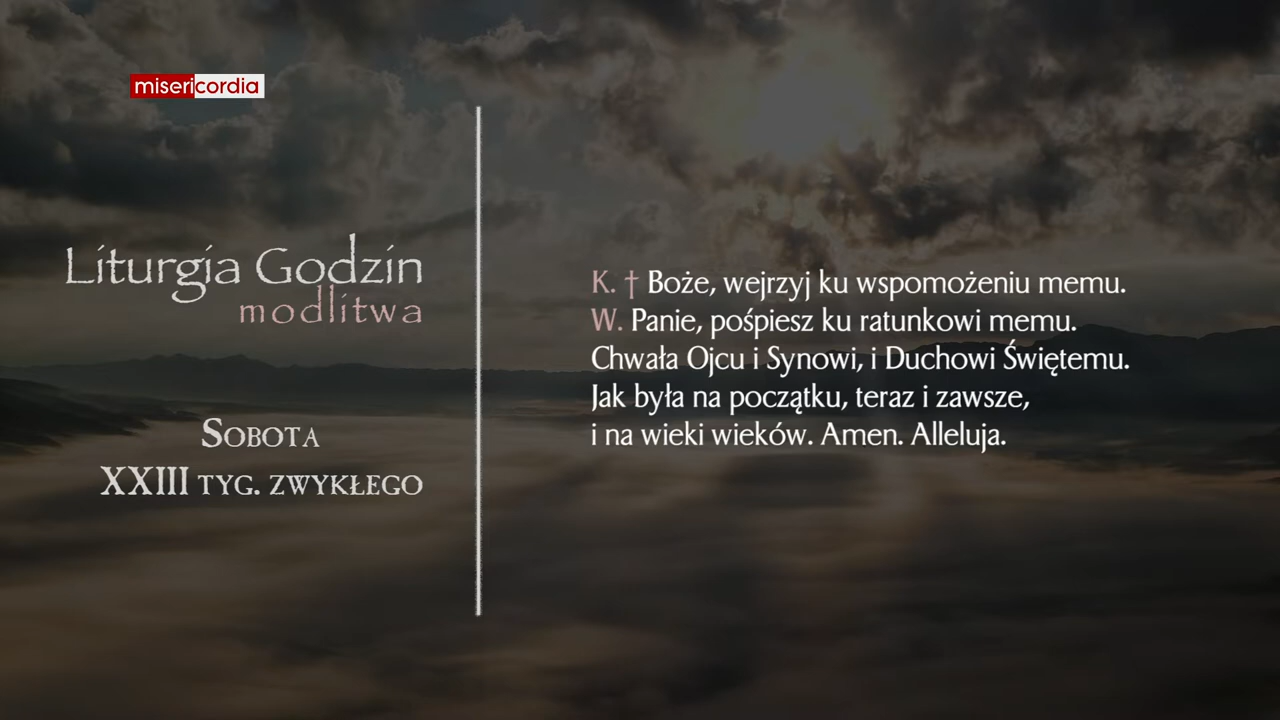 misericordia
Liturgia Godzin
modlitwa
Sobota
XXIII tyg. zwykłego
K. † Boże, wejrzyj ku wspomożeniu memu.
W. Panie, pośpiesz ku ratunkowi memu.
Chwała Ojcu i Synowi, i Duchowi Świętemu.
Jak była na początku, teraz i zawsze,
i na wieki wieków. Amen. Alleluja.